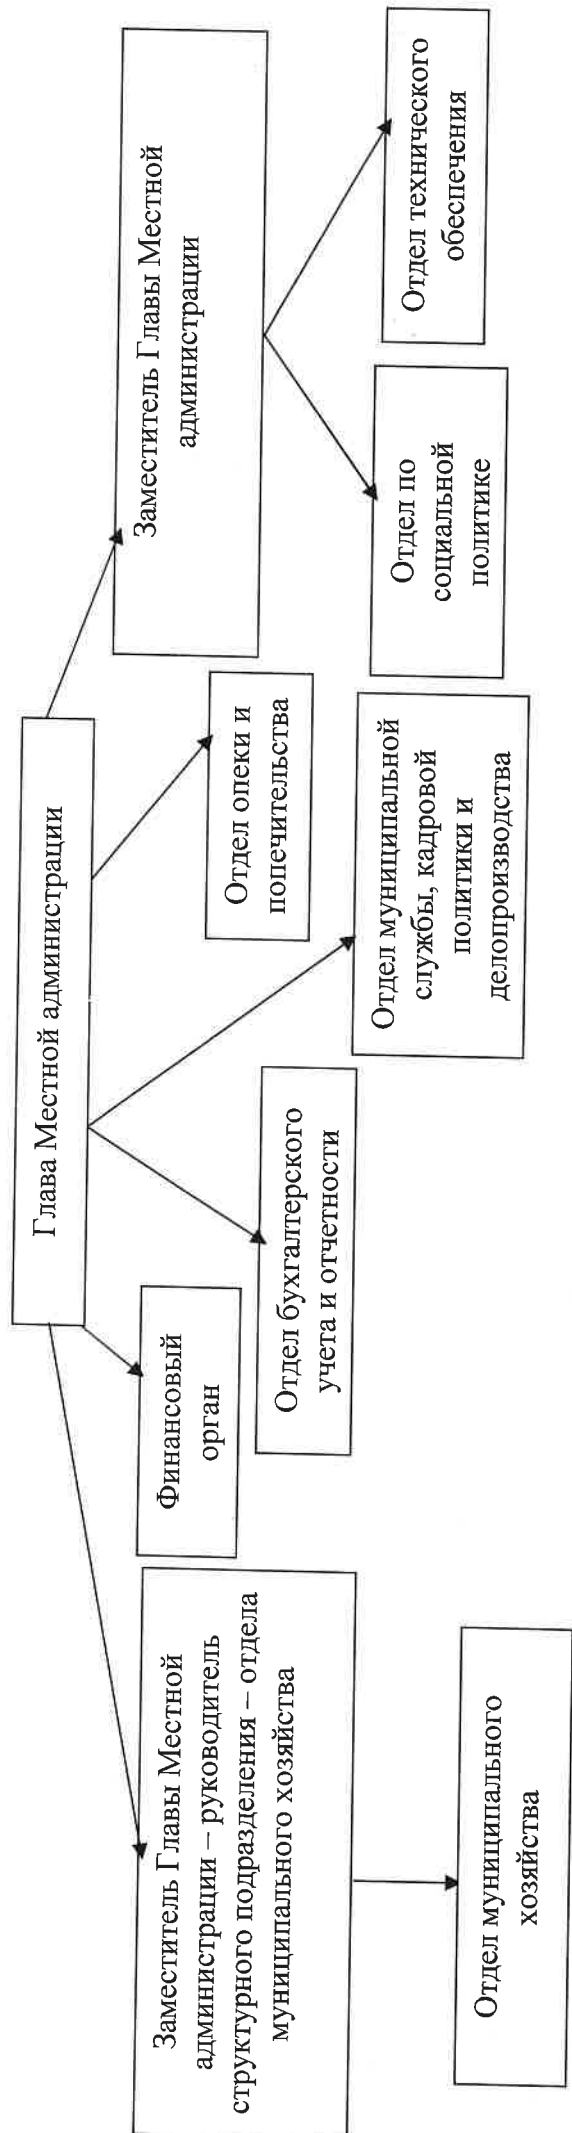 Глава Местной администрации
Заместитель Главы Местной
администрации – руководитель
структурного подразделения – отдела
муниципального хозяйства
Финансовый
орган
Отдел бухгалтерского
учета и отчетности
Отдел муниципальной
службы, кадровой
политики и
делопроизводства
Отдел опеки и
попечительства
Заместитель Главы Местной
администрации
Отдел муниципального
хозяйства
Отдел по
социальной
политике
Отдел технического
обеспечения